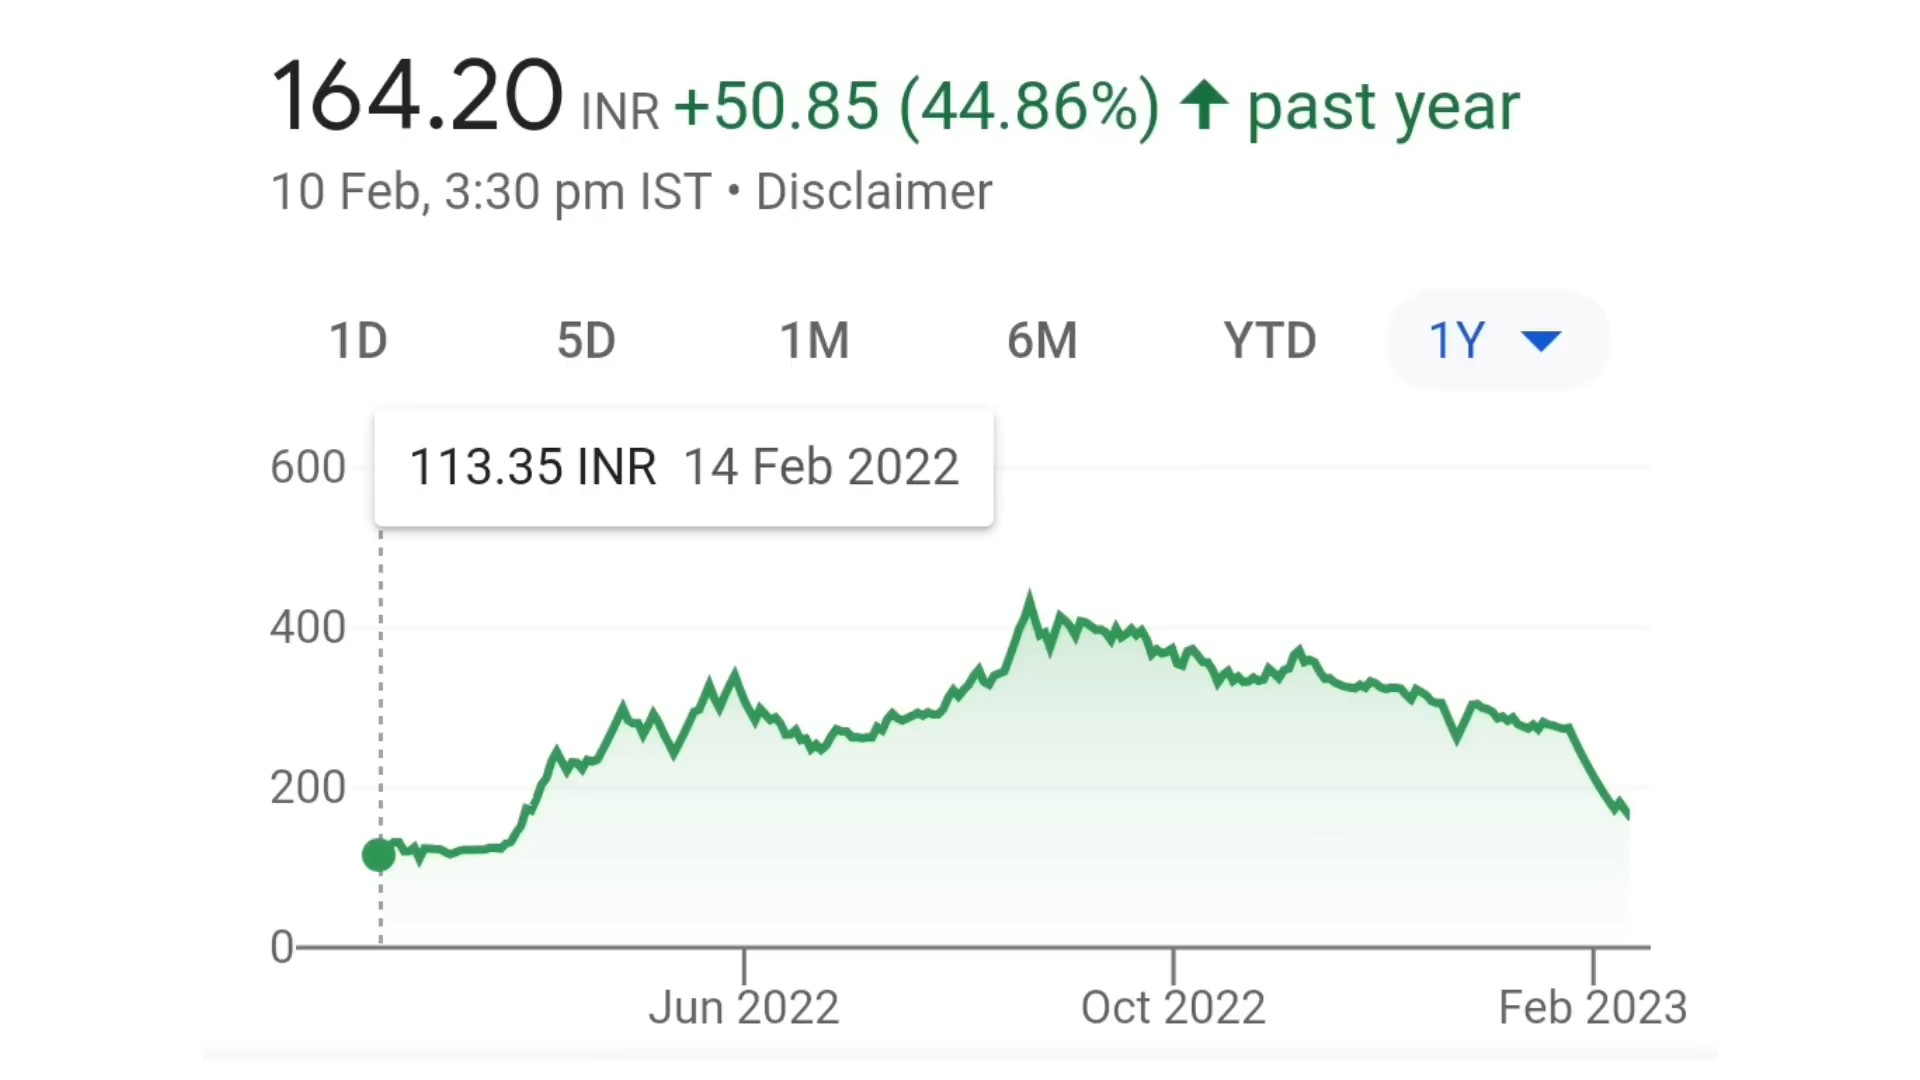 164.20 INR +50.85 (44.86%) ↑ past year
10 Feb, 3:30 pm IST • Disclaimer
1D 5D 1M 6M YTD 1Y
600
113.35 INR 14 Feb 2022
400
200
0
Jun 2022 Oct 2022 Feb 2023